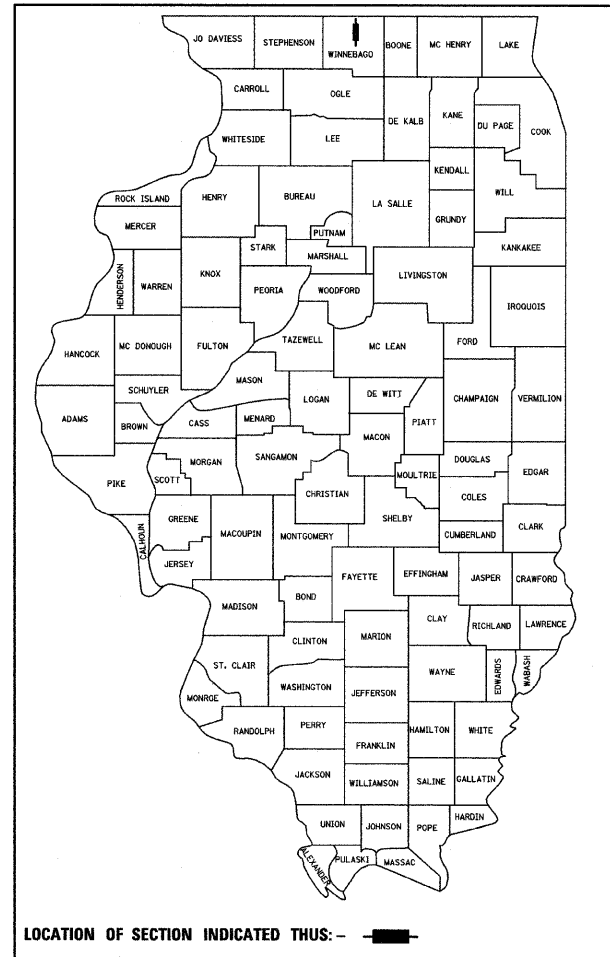 JO DAVIESS
STEPHENSON
WINNEBAGO
BOONE
MC HENRY
LAKE
CARROLL
OGLE
DE KALB
KANE
DU PAGE
COOK
WHITESIDE
LEE
KENDALL
WILL
ROCK ISLAND
HENRY
BUREAU
LA SALLE
GRUNDY
MERCER
PUTNAM
KANKAKEE
STARK
MARSHALL
HENDERSON
WARREN
KNOX
PEORIA
WOODFORD
LIVINGSTON
IROQUOIS
HANCOCK
MC DONOUGH
FULTON
TAZEWELL
MC LEAN
FORD
MASON
SCHUYLER
LOGAN
DE WITT
CHAMPAIGN
VERMILION
ADAMS
BROWN
CASS
MENARD
PIATT
MACON
PIKE
SCOTT
MORGAN
SANGAMON
MOULTRIE
DOUGLAS
EDGAR
CHRISTIAN
COLES
GREENE
MACOUPIN
MONTGOMERY
SHELBY
CUMBERLAND
CLARK
CALHOUN
JERSEY
FAYETTE
EFFINGHAM
JASPER
CRAWFORD
MADISON
BOND
CLAY
RICHLAND
LAWRENCE
CLINTON
MARION
ST. CLAIR
WAYNE
EDWARDS
WABASH
MONROE
WASHINGTON
JEFFERSON
RANDOLPH
PERRY
HAMILTON
WHITE
FRANKLIN
JACKSON
WILLIAMSON
SALINE
GALLATIN
UNION
JOHNSON
POPE
HARDIN
ALEXANDER
PULASKI
MASSAC
LOCATION OF SECTION INDICATED THUS: -